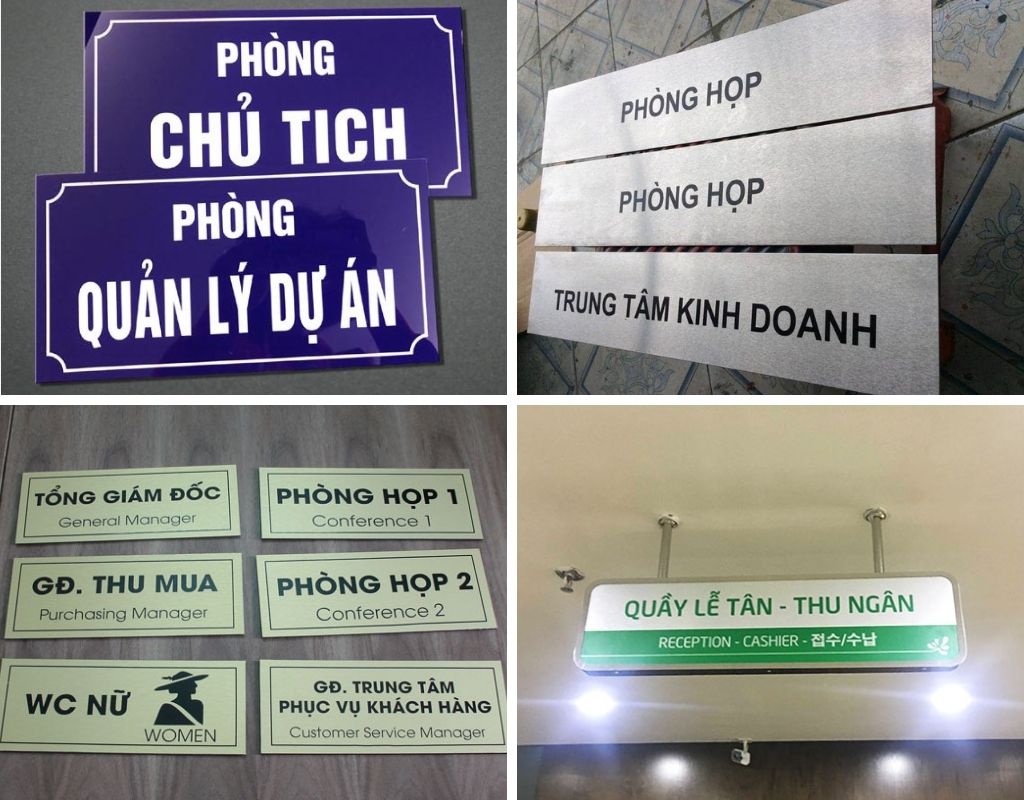 PHÒNG
CHỦ TICH
PHÒNG
QUẢN LÝ DỰ ÁN
PHÒNG HỌP
PHÒNG HỌP
TRUNG TÂM KINH DOANH
TỔNG GIÁM ĐỐC
General Manager
PHÒNG HỌP 1
Conference 1
GĐ. THU MUA
Purchasing Manager
PHÒNG HỌP 2
Conference 2
WC NỮ
WOMEN
GĐ. TRUNG TÂM
PHỤC VỤ KHÁCH HÀNG
Customer Service Manager
QUẦY LỄ TÂN - THU NGÂN
RECEPTION - CASHIER - 접수/수납